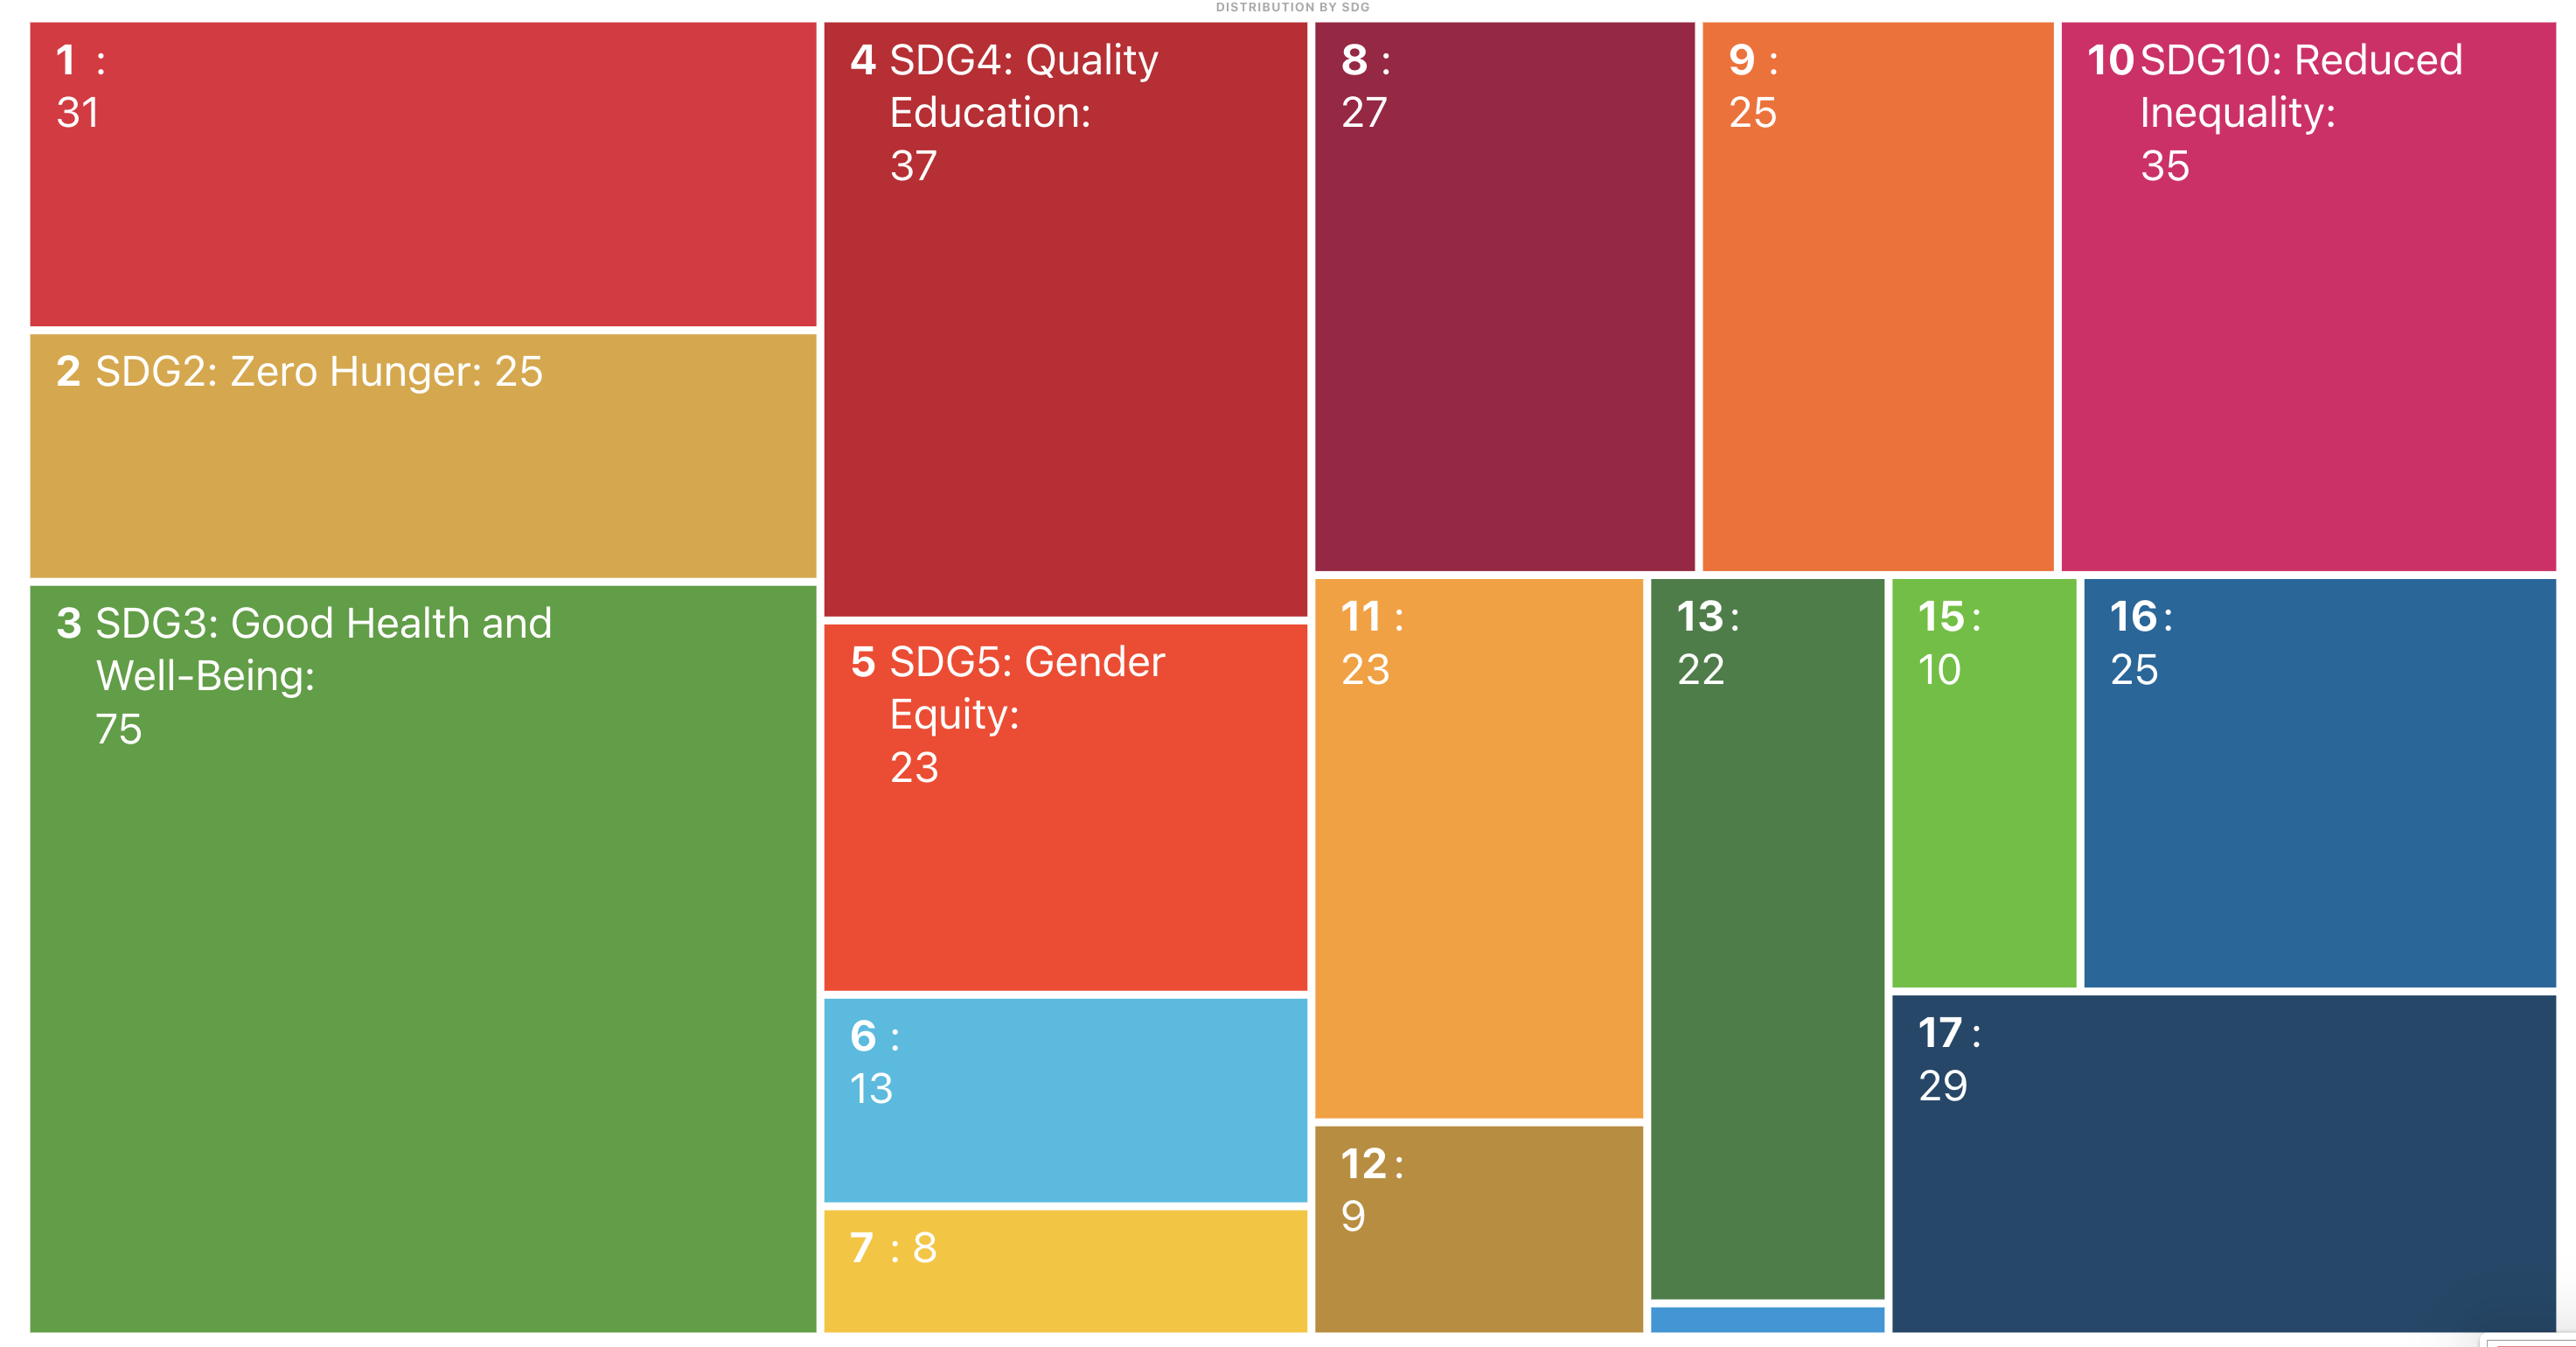 DISTRIBUTION BY SDG
1 :
31
2 SDG2: Zero Hunger: 25
3 SDG3: Good Health and
Well-Being:
75
4 SDG4: Quality
Education:
37
5 SDG5: Gender
Equity:
23
6 :
13
7 : 8
8 :
27
9 :
25
10 SDG10: Reduced
Inequality:
35
11 :
23
12 :
9
13 :
22
15 :
10
16 :
25
17 :
29